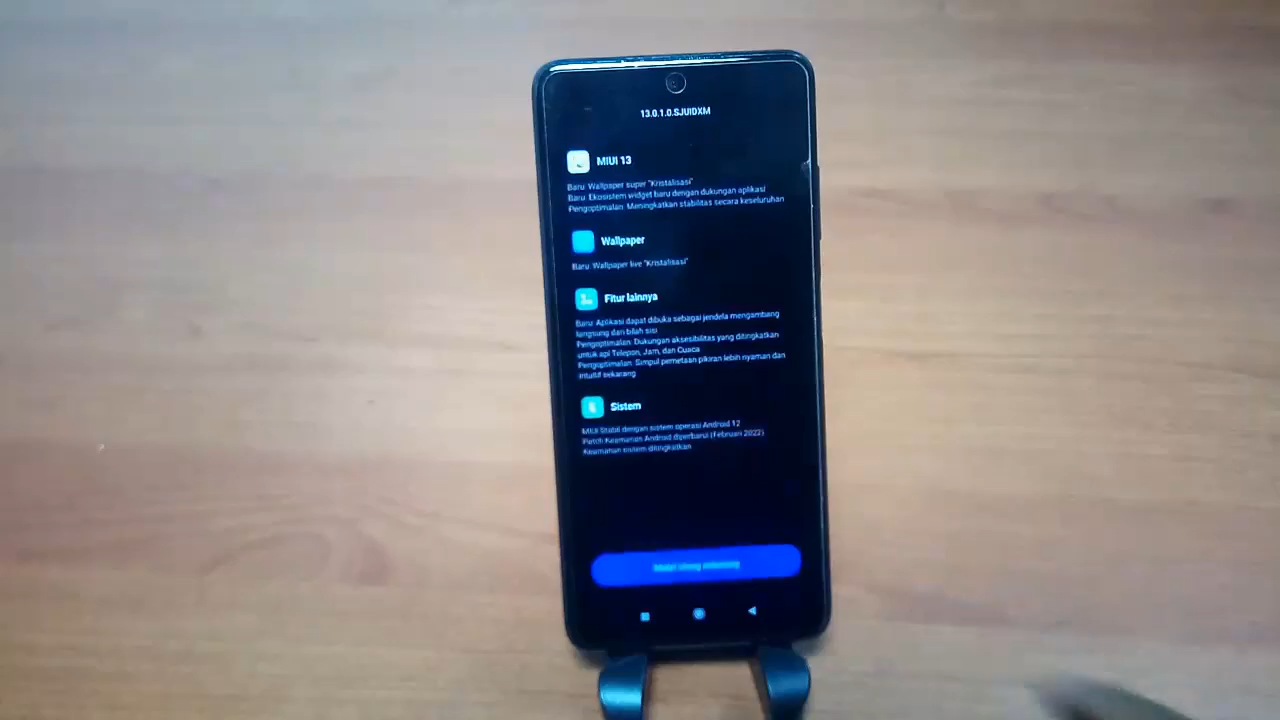 13.0.1.0.SJUIDXM
MIUI 13
Baru: Wallpaper super "Kristalisasi"
Baru: Ekosistem widget baru dengan dukungan aplikasi
Pengoptimalan: Meningkatkan stabilitas secara keseluruhan
Wallpaper
Baru: Wallpaper live "Kristalisasi"
Fitur lainnya
Baru: Aplikasi dapat dibuka sebagai jendela mengambang
langsung dari bilah sisi
Pengoptimalan: Dukungan aksesibilitas yang ditingkatkan
untuk api Telepon, Jam, dan Cuaca
Pengoptimalan: Simpul pemetaan pikiran lebih nyaman dan
intuitif sekarang
Sistem
MIUI Stabil dengan sistem operasi Android 12
Patch Keamanan Android diperbarui (Februari 2022)
Keamanan sistem ditingkatkan